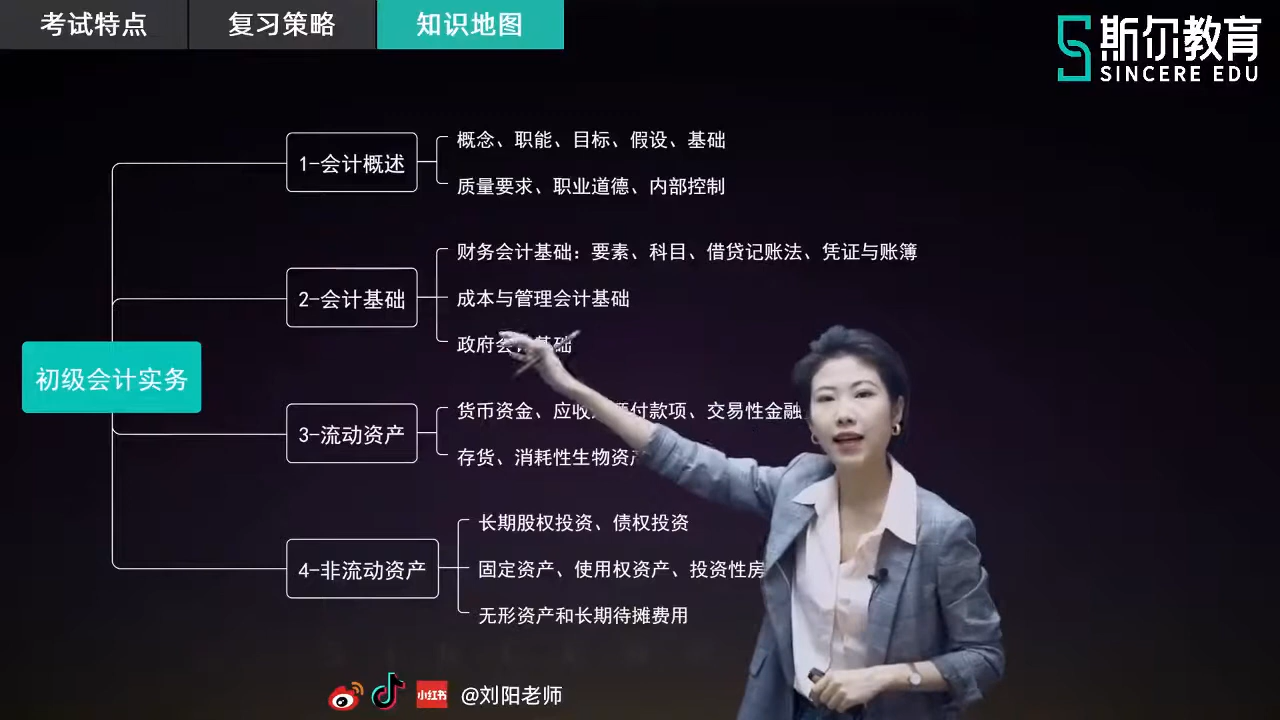 考试特点
复习策略
知识地图
斯尔教育
SINCERE EDU
初级会计实务
1-会计概述
概念、职能、目标、假设、基础
质量要求、职业道德、内部控制
2-会计基础
财务会计基础：要素、科目、借贷记账法、凭证与账簿
成本与管理会计基础
政府会计基础
3-流动资产
货币资金、应收 付款项、交易性金融
存货、消耗性生物资产
4-非流动资产
长期股权投资、债权投资
固定资产、使用权资产、投资性房
无形资产和长期待摊费用
小红书
@刘阳老师